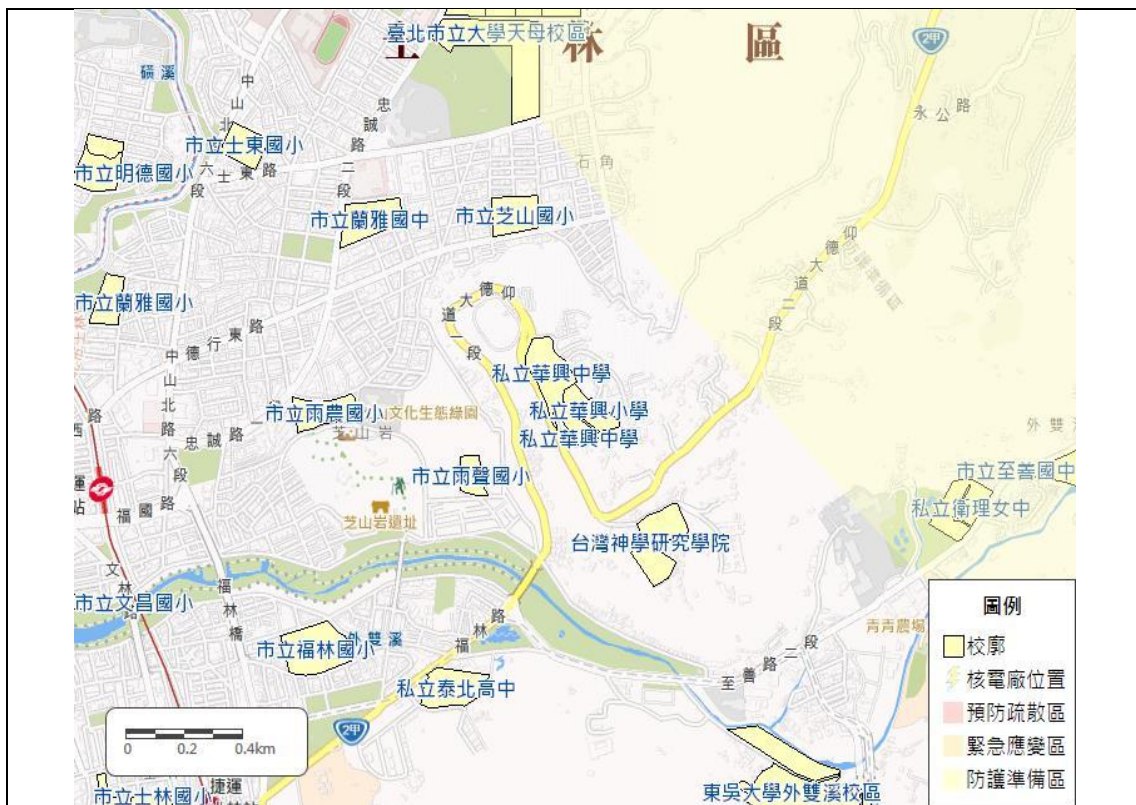 士林區
臺北市立大學天母校區
2甲
磺溪
中山北路六段
忠誠路二段
永公路
市立士東國小
士東路
石角
市立明德國小
市立蘭雅國中
市立芝山國小
仰德大道二段
防護準備區
市立蘭雅國小
仰德大道一段
德行東路
中山北路六段
私立華興中學
私立華興小學
私立華興中學
市立雨農國小
文化生態綠園
芝山岩
忠誠路一段
外雙溪
市立至善國中
市立雨聲國小
私立衛理女中
福國路
芝山岩遺址
台灣神學研究學院
圖例
校廓
核電廠位置
預防疏散區
緊急應變區
防護準備區
文林路
市立文昌國小
福林橋
市立福林國小
外雙溪
福林路
青青農場
至善路二段
私立泰北高中
2甲
0 0.2 0.4km
捷運
市立士林國小
東吳大學外雙溪校區